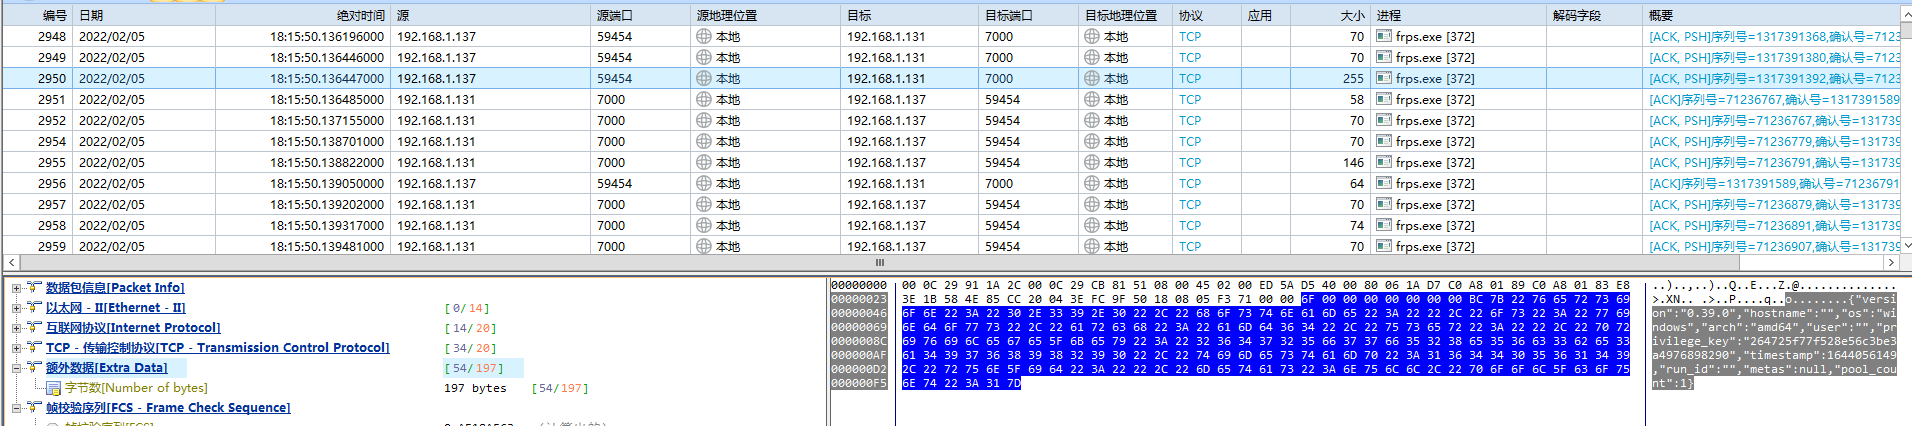 编号 日期 绝对时间 源 源端口 源地理位置 目标 目标端口 目标地理位置 协议 应用 大小 进程 解码字段 概要
2948 2022/02/05 18:15:50.136196000 192.168.1.137 59454 本地 192.168.1.131 7000 本地 TCP 70 frps.exe [372] [ACK, PSH]序列号=1317391368,确认号=7123
2949 2022/02/05 18:15:50.136446000 192.168.1.137 59454 本地 192.168.1.131 7000 本地 TCP 70 frps.exe [372] [ACK, PSH]序列号=1317391380,确认号=7123
2950 2022/02/05 18:15:50.136447000 192.168.1.137 59454 本地 192.168.1.131 7000 本地 TCP 255 frps.exe [372] [ACK, PSH]序列号=1317391392,确认号=7123
2951 2022/02/05 18:15:50.136485000 192.168.1.131 7000 本地 192.168.1.137 59454 本地 TCP 58 frps.exe [372] [ACK]序列号=71236767,确认号=1317391589
2952 2022/02/05 18:15:50.137155000 192.168.1.131 7000 本地 192.168.1.137 59454 本地 TCP 70 frps.exe [372] [ACK, PSH]序列号=71236767,确认号=13173
2954 2022/02/05 18:15:50.138701000 192.168.1.131 7000 本地 192.168.1.137 59454 本地 TCP 70 frps.exe [372] [ACK, PSH]序列号=71236779,确认号=13173
2955 2022/02/05 18:15:50.138822000 192.168.1.131 7000 本地 192.168.1.137 59454 本地 TCP 146 frps.exe [372] [ACK, PSH]序列号=71236791,确认号=13173
2956 2022/02/05 18:15:50.139050000 192.168.1.137 59454 本地 192.168.1.131 7000 本地 TCP 64 frps.exe [372] [ACK]序列号=1317391589,确认号=71236791
2957 2022/02/05 18:15:50.139202000 192.168.1.131 7000 本地 192.168.1.137 59454 本地 TCP 70 frps.exe [372] [ACK, PSH]序列号=71236879,确认号=13173
2958 2022/02/05 18:15:50.139317000 192.168.1.131 7000 本地 192.168.1.137 59454 本地 TCP 74 frps.exe [372] [ACK, PSH]序列号=71236891,确认号=13173
2959 2022/02/05 18:15:50.139481000 192.168.1.131 7000 本地 192.168.1.137 59454 本地 TCP 70 frps.exe [372] [ACK, PSH]序列号=71236907,确认号=13173
数据包信息[Packet Info]
以太网 - II[Ethernet - II] [0/14]
互联网协议[Internet Protocol] [14/20]
TCP - 传输控制协议[TCP - Transmission Control Protocol] [34/20]
额外数据[Extra Data] [54/197]
字节数[Number of bytes] 197 bytes [54/197]
帧校验序列[FCS - Frame Check Sequence]
00000000 00 0C 29 91 1A 2C 00 0C 29 CB 81 51 08 00 45 02 00 ED 5A D5 40 00 80 06 1A D7 C0 A8 01 89 C0 A8 01 83 E8 ..)..,..)..Q..E...Z.@..............
00000023 3E 1B 58 4E 85 CC 20 04 3E FC 9F 50 18 08 05 F3 71 00 00 6F 00 00 00 00 00 00 00 BC 7B 22 76 65 72 73 69 >.XN.. .>..P....q..o........{"versi
00000046 6F 6E 22 3A 22 30 2E 33 39 2E 30 22 2C 22 68 6F 73 74 6E 61 6D 65 22 3A 22 22 2C 22 6F 73 22 3A 22 77 69 on":"0.39.0","hostname":"","os":"wi
00000069 6E 64 6F 77 73 22 2C 22 61 72 63 68 22 3A 22 61 6D 64 36 34 22 2C 22 75 73 65 72 22 3A 22 22 2C 22 70 72 ndows","arch":"amd64","user":"","pr
0000008C 69 76 69 6C 65 67 65 5F 6B 65 79 22 3A 22 32 36 34 37 32 35 66 37 37 66 35 32 38 65 35 36 63 33 62 65 33 ivilege_key":"264725f77f528e56c3be3
000000AF 61 34 39 37 36 38 39 38 32 39 30 22 2C 22 74 69 6D 65 73 74 61 6D 70 22 3A 31 36 34 34 30 35 36 31 34 39 a4976898290","timestamp":1644056149
000000D2 2C 22 72 75 6E 5F 69 64 22 3A 22 22 2C 22 6D 65 74 61 73 22 3A 6E 75 6C 6C 2C 22 70 6F 6F 6C 5F 63 6F 75 ,"run_id":"","metas":null,"pool_cou
000000F5 6E 74 22 3A 31 7D nt":1}